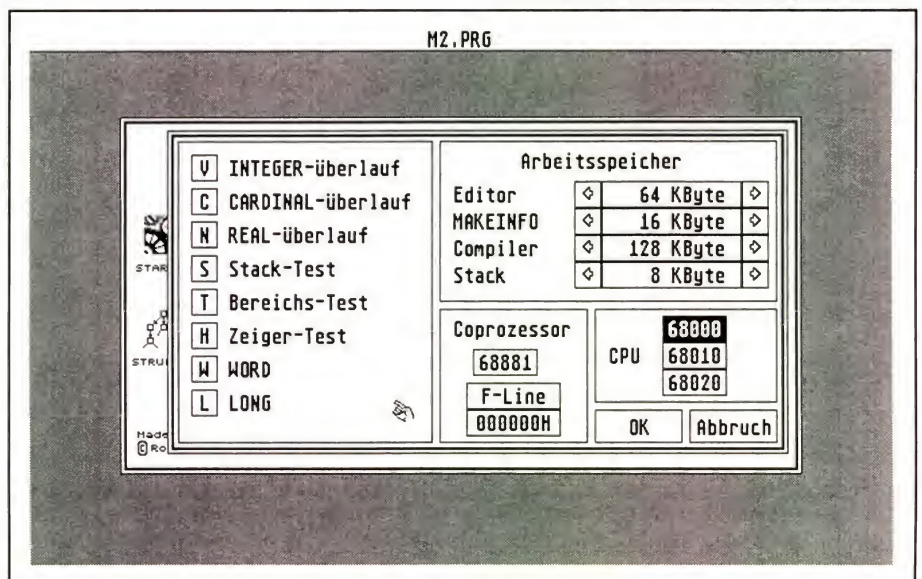 M2.PRG
V INTEGER-überlauf
C CARDINAL-überlauf
N REAL-überlauf
S Stack-Test
T Bereichs-Test
H Zeiger-Test
W WORD
L LONG
Arbeitsspeicher
Editor 64 KByte
MAKEINFO 16 KByte
Compiler 128 KByte
Stack 8 KByte
Coprozessor
68881
F-Line
000000H
CPU
68000
68010
68020
OK Abbruch
STAR
STRUI
Made
© Ro